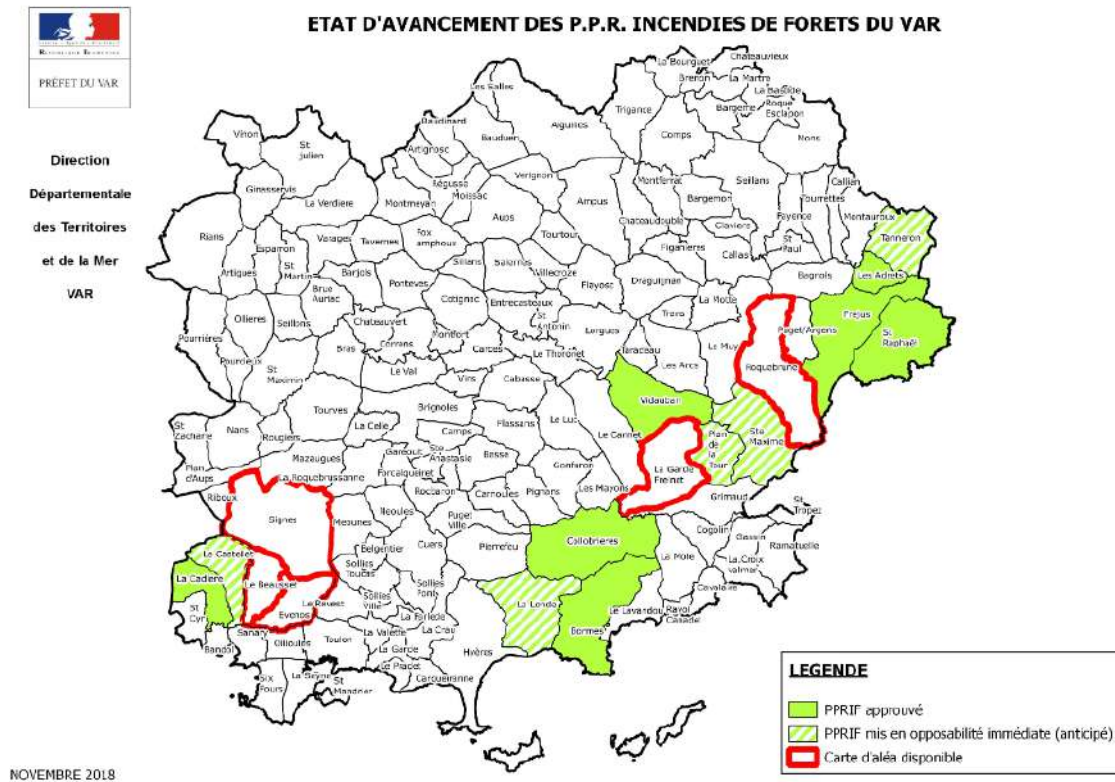 ETAT D'AVANCEMENT DES P.P.R. INCENDIES DE FORETS DU VAR
PRÉFET DU VAR
Direction
Départementale
des Territoires
et de la Mer
VAR
Le Bourguet
Chateauvieux
Brenon
La Martre
La Bastide
Roque
Esclapon
Bargeme
Les Salles
Trigance
Comps
Mons
Aiguines
Bauduen
Baudinard
Artignosc
Vinon
St
Julien
Ginasservis
La Verdiere
Régusse
Moissac
Montmeyan
Verignon
Aups
Ampus
Montferrat
Chateaudouble
Bargemon
Seillans
Claviers
Fayence
Tourrettes
Callian
Montauroux
Tanneron
Rians
Artigues
Esparron
St
Martin
Varages
Tavernes
Fox
amphoux
Tourtour
Sillans
Salernes
Villecroze
Flayosc
Figanieres
Callas
St
Paul
Draguignan
Bagnols
Les Adrets
Barjols
Ponteves
Brue
Auriac
Cotignac
Entrecasteaux
St
Antonin
Lorgues
Trans
La Motte
Puget/Argens
Fréjus
St
Raphaël
Ollieres
Seillons
Pourrières
Pourcieux
Chateauvert
Correns
Montfort
Carces
Le Thoronet
Taradeau
Les Arcs
Le Muy
Roquebrune
Bras
Le Val
Vins
Cabasse
St
Maximin
Tourves
La Celle
Brignoles
Flassans
Le Luc
Vidauban
Le Cannet
Plan
de
la
Tour
Ste
Maxime
St
Zacharie
Nans
Rougiers
Plan
d'Aups
Mazaugues
Garéoult
Camps
Ste
Anastasie
Besse
Forcalqueiret
La Roquebrussanne
Rocbaron
Carnoules
Pignans
Gonfaron
Les Mayons
La Garde
Freinet
Grimaud
St
Tropez
Riboux
Signes
Meounes
Neoules
Puget
Ville
Cogolin
Gassin
Ramatuelle
Belgentier
Cuers
Pierrefeu
Collobrieres
La Mole
La Croix
valmer
Cavalaire
Le Castellet
La Cadiere
Le Beausset
Evenos
Le Revest
Sollies
Toucas
Sollies
Pont
Sollies
Ville
La Farlède
La Crau
La Londe
Bormes
Le Lavandou
Rayol
Canadel
St
Cyr
Bandol
Sanary
Ollioules
Toulon
La Valette
La Garde
Le Pradet
Carqueiranne
Hyères
Six
Fours
La Seyne
St
Mandrier
LEGENDE
PPRIF approuvé
PPRIF mis en opposabilité immédiate (anticipé)
Carte d'aléa disponible
NOVEMBRE 2018